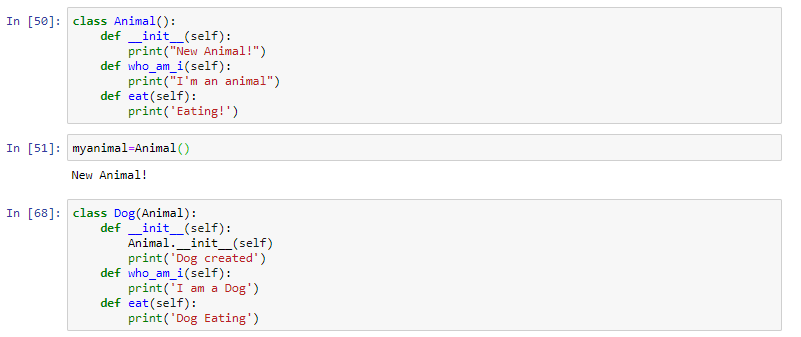 In [50]: class Animal():
    def __init__(self):
        print("New Animal!")
    def who_am_i(self):
        print("I'm an animal")
    def eat(self):
        print('Eating!')
In [51]: myanimal=Animal()
New Animal!
In [68]: class Dog(Animal):
    def __init__(self):
        Animal.__init__(self)
        print('Dog created')
    def who_am_i(self):
        print('I am a Dog')
    def eat(self):
        print('Dog Eating')